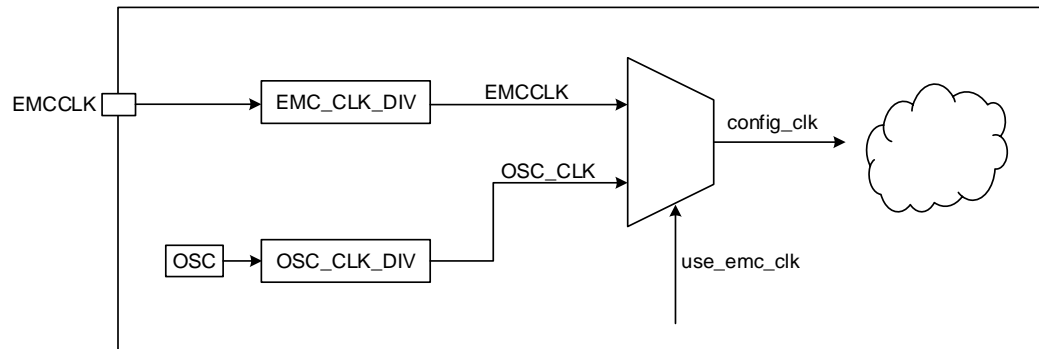 EMCCLK
EMC_CLK_DIV
EMCCLK
config_clk
OSC_CLK
OSC
OSC_CLK_DIV
use_emc_clk